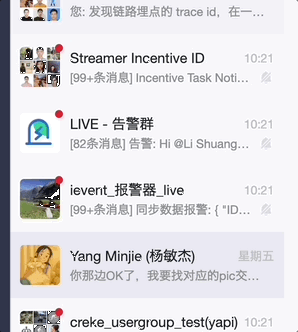 您: 发现链路埋点的 trace id，在一…
Streamer Incentive ID
10:21
[99+条消息] Incentive Task Noti...
LIVE - 告警群
10:21
[82条消息] 告警: Hi @Li Shuang...
ievent_报警器_live
10:21
[99+条消息] 同步数据报警: { "ID...
Yang Minjie (杨敏杰)
星期五
你那边OK了，我要找对应的pic交…
creke_usergroup_test(yapi)
10:21